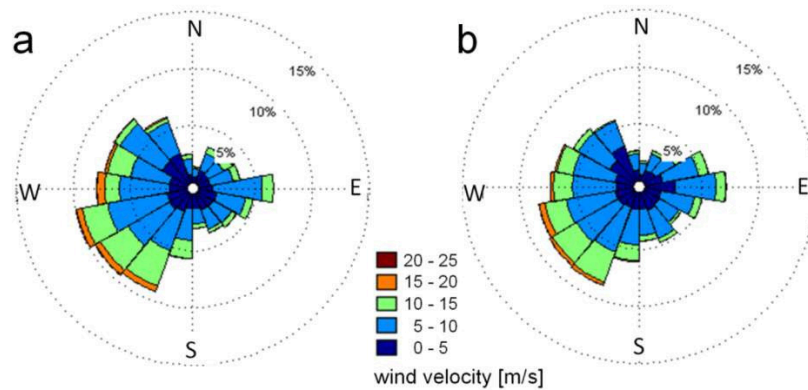 a
N
15%
10%
5%
W
E
S
b
N
15%
10%
5%
W
E
S
20 - 25
15 - 20
10 - 15
5 - 10
0 - 5
wind velocity [m/s]